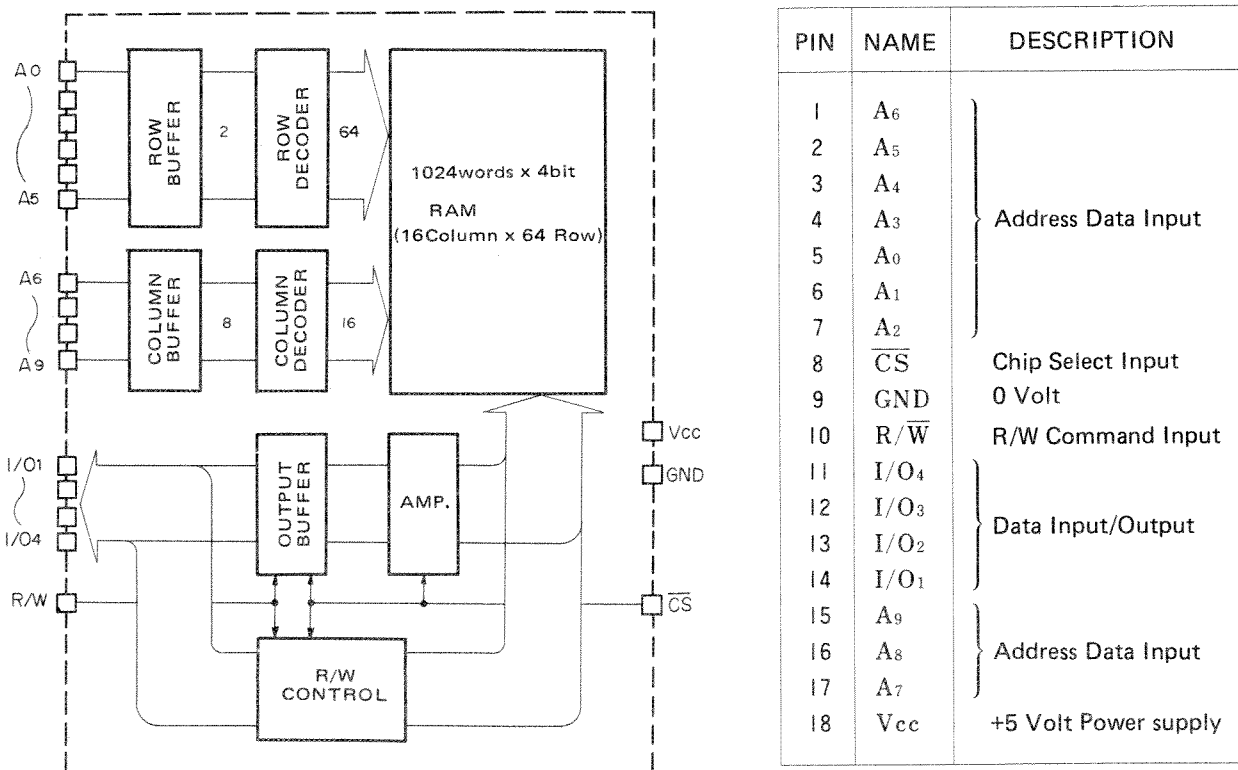 A0
A5
ROW
BUFFER
2
ROW
DECODER
64
1024words x 4bit
RAM
(16Column x 64 Row)
A6
A9
COLUMN
BUFFER
8
COLUMN
DECODER
16
I/O1
I/O4
OUTPUT
BUFFER
AMP.
Vcc
GND
R/W
C̅S̅
R/W
CONTROL
PIN NAME DESCRIPTION
1 A₆
2 A₅
3 A₄
4 A₃ Address Data Input
5 A₀
6 A₁
7 A₂
8 C̅S̅ Chip Select Input
9 GND 0 Volt
10 R/W̅ R/W Command Input
11 I/O₄
12 I/O₃
Data Input/Output
13 I/O₂
14 I/O₁
15 A₉
16 A₈ Address Data Input
17 A₇
18 Vcc +5 Volt Power supply